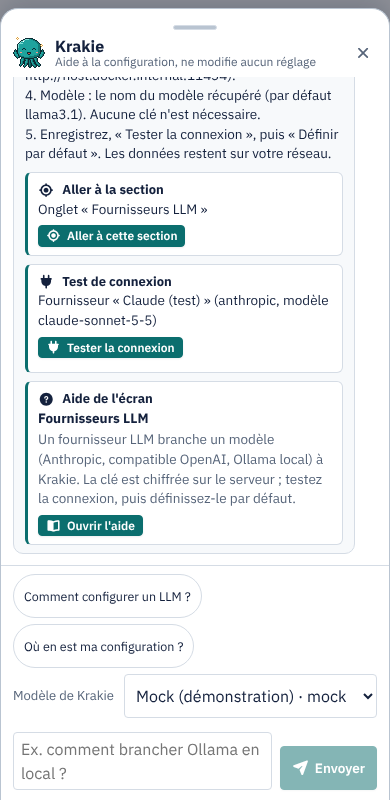 Krakie
Aide à la configuration, ne modifie aucun réglage
http://host.docker.internal:11434).
4. Modèle : le nom du modèle récupéré (par défaut
llama3.1). Aucune clé n'est nécessaire.
5. Enregistrez, « Tester la connexion », puis « Définir
par défaut ». Les données restent sur votre réseau.
Aller à la section
Onglet « Fournisseurs LLM »
Aller à cette section
Test de connexion
Fournisseur « Claude (test) » (anthropic, modèle
claude-sonnet-5-5)
Tester la connexion
Aide de l'écran
Fournisseurs LLM
Un fournisseur LLM branche un modèle
(Anthropic, compatible OpenAI, Ollama local) à
Krakie. La clé est chiffrée sur le serveur ; testez
la connexion, puis définissez-le par défaut.
Ouvrir l'aide
Comment configurer un LLM ?
Où en est ma configuration ?
Modèle de Krakie
Mock (démonstration) · mock
Ex. comment brancher Ollama en
local ?
Envoyer